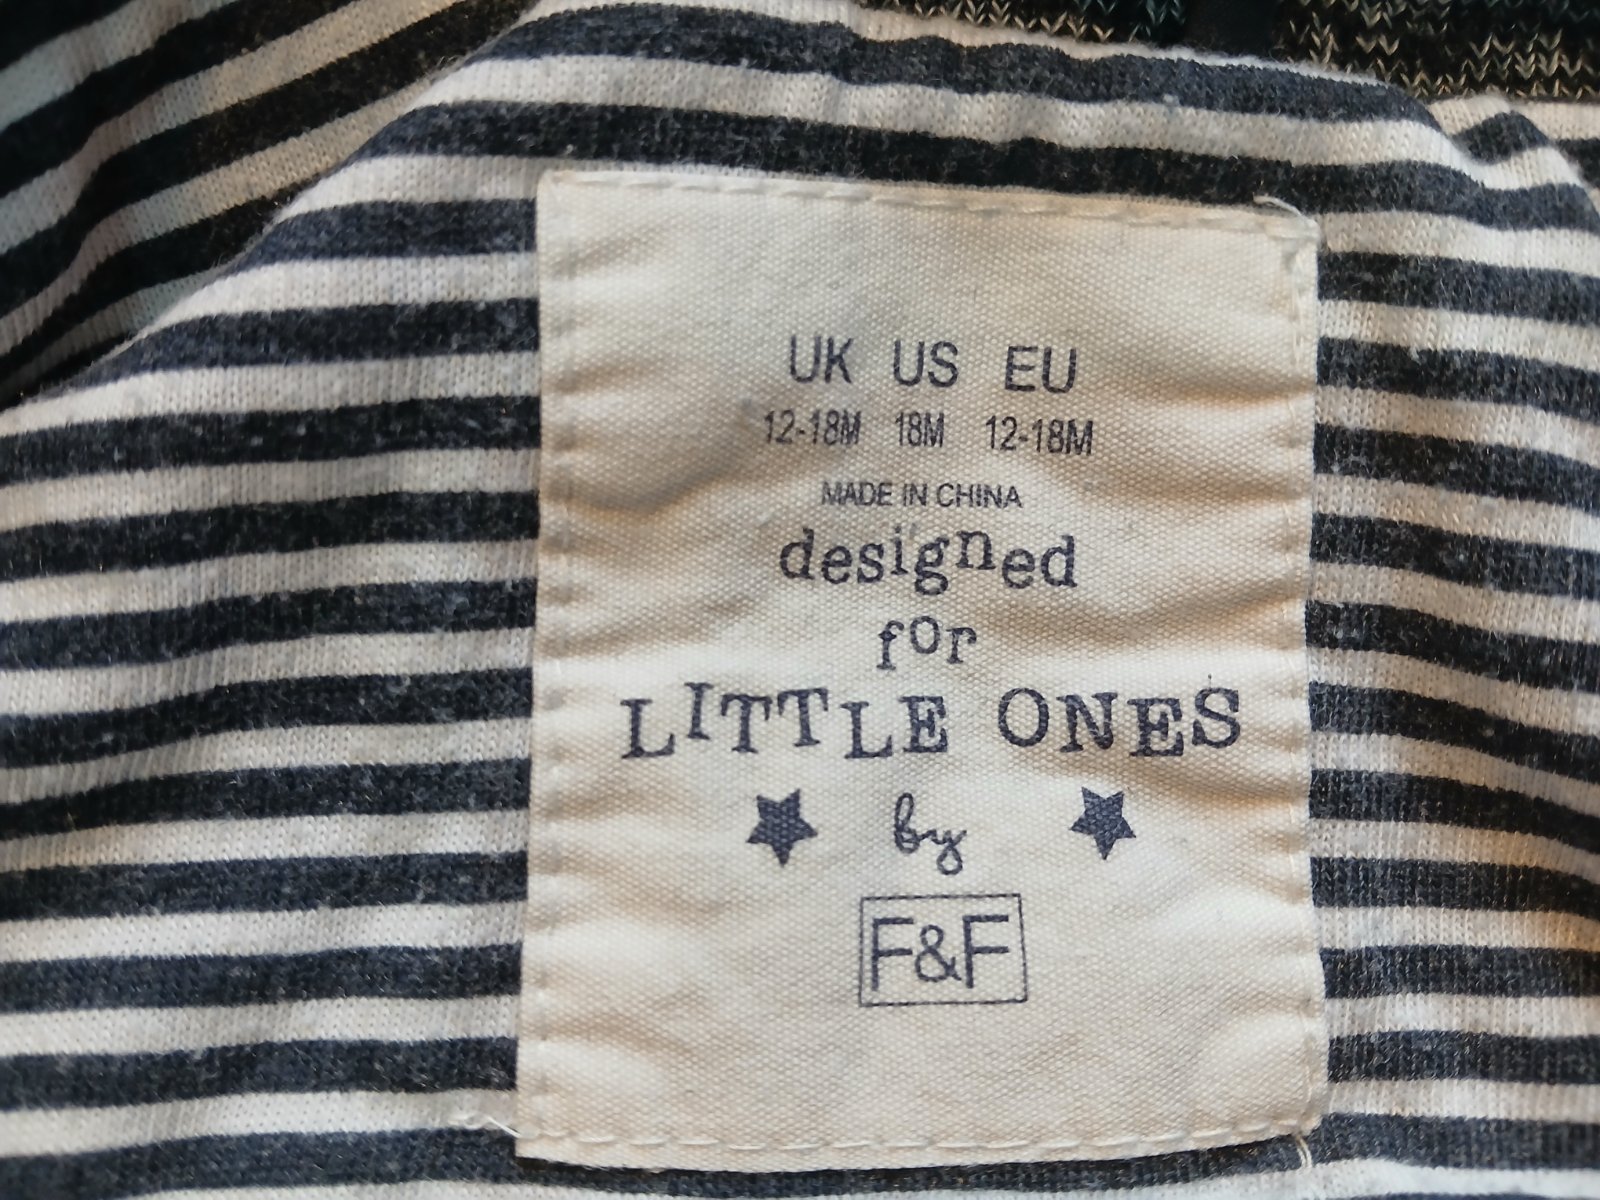 UK US EU
12-18M 18M 12-18M
MADE IN CHINA
designed
for
LITTLE ONES
by
F&F